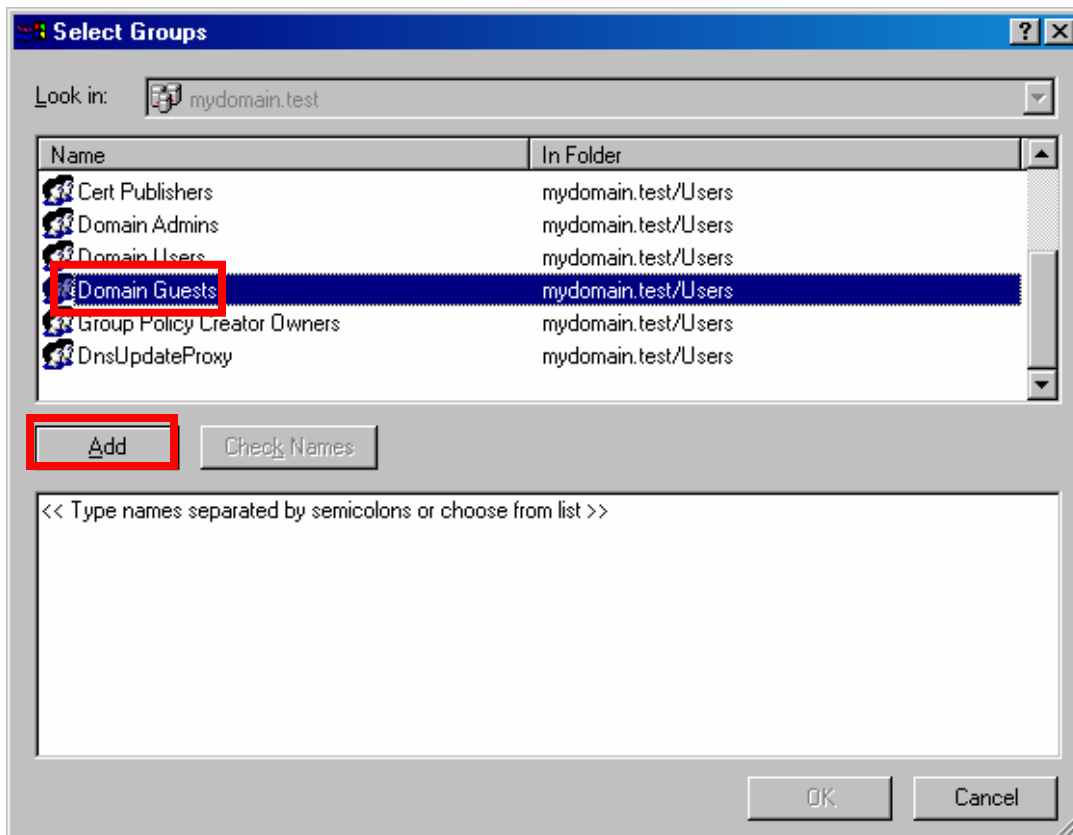 Select Groups
Look in: mydomain.test
Name In Folder
Cert Publishers mydomain.test/Users
Domain Admins mydomain.test/Users
Domain Users mydomain.test/Users
Domain Guests mydomain.test/Users
Group Policy Creator Owners mydomain.test/Users
DnsUpdateProxy mydomain.test/Users
Add Check Names
<< Type names separated by semicolons or choose from list >>
OK Cancel